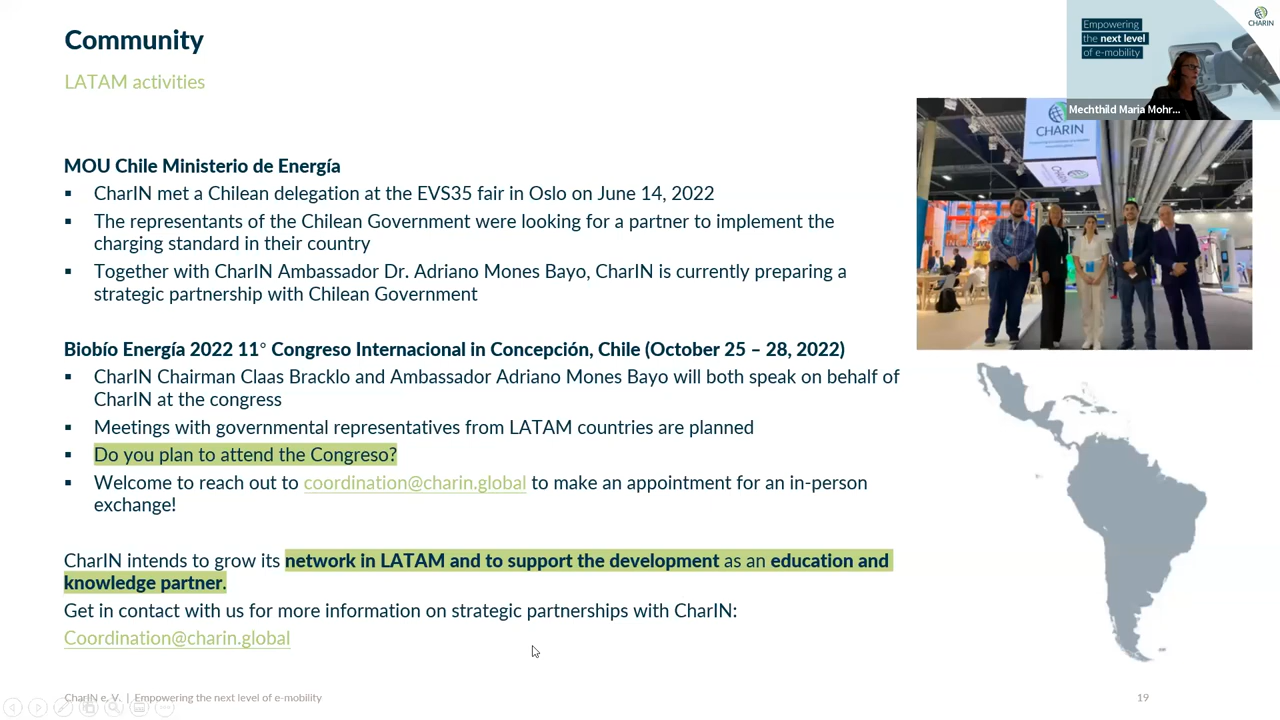 Community
LATAM activities
Empowering
the next level
of e-mobility
CHARIN
Mechthild Maria Mohr...
CHARIN
MOU Chile Ministerio de Energía
▪ CharIN met a Chilean delegation at the EVS35 fair in Oslo on June 14, 2022
▪ The representants of the Chilean Government were looking for a partner to implement the
charging standard in their country
▪ Together with CharIN Ambassador Dr. Adriano Mones Bayo, CharIN is currently preparing a
strategic partnership with Chilean Government
Biobío Energía 2022 11° Congreso Internacional in Concepción, Chile (October 25 – 28, 2022)
▪ CharIN Chairman Claas Bracklo and Ambassador Adriano Mones Bayo will both speak on behalf of
CharIN at the congress
▪ Meetings with governmental representatives from LATAM countries are planned
▪ Do you plan to attend the Congreso?
▪ Welcome to reach out to coordination@charin.global to make an appointment for an in-person
exchange!
CharIN intends to grow its network in LATAM and to support the development as an education and
knowledge partner.
Get in contact with us for more information on strategic partnerships with CharIN:
Coordination@charin.global
CharIN e. V. | Empowering the next level of e-mobility
19